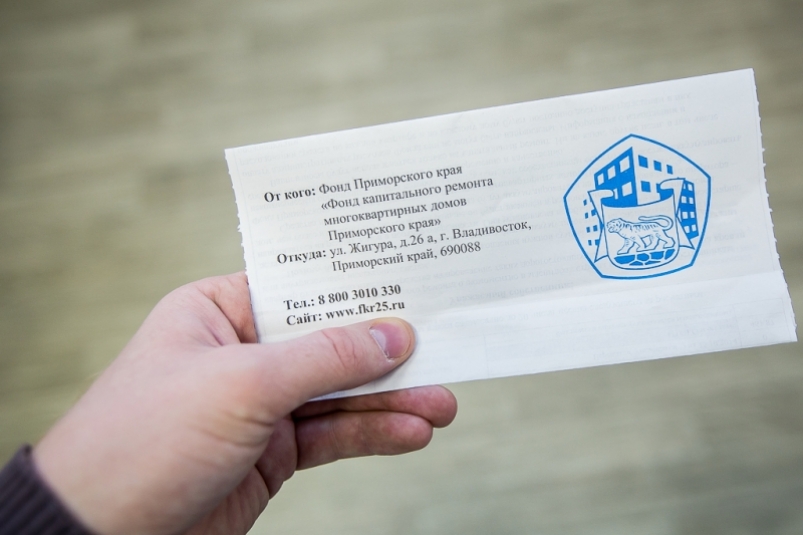 От кого: Фонд Приморского края
«Фонд капитального ремонта
многоквартирных домов
Приморского края»
Откуда: ул. Жигура, д.26 а, г. Владивосток,
Приморский край, 690088
Тел.: 8 800 3010 330
Сайт: www.fkr25.ru